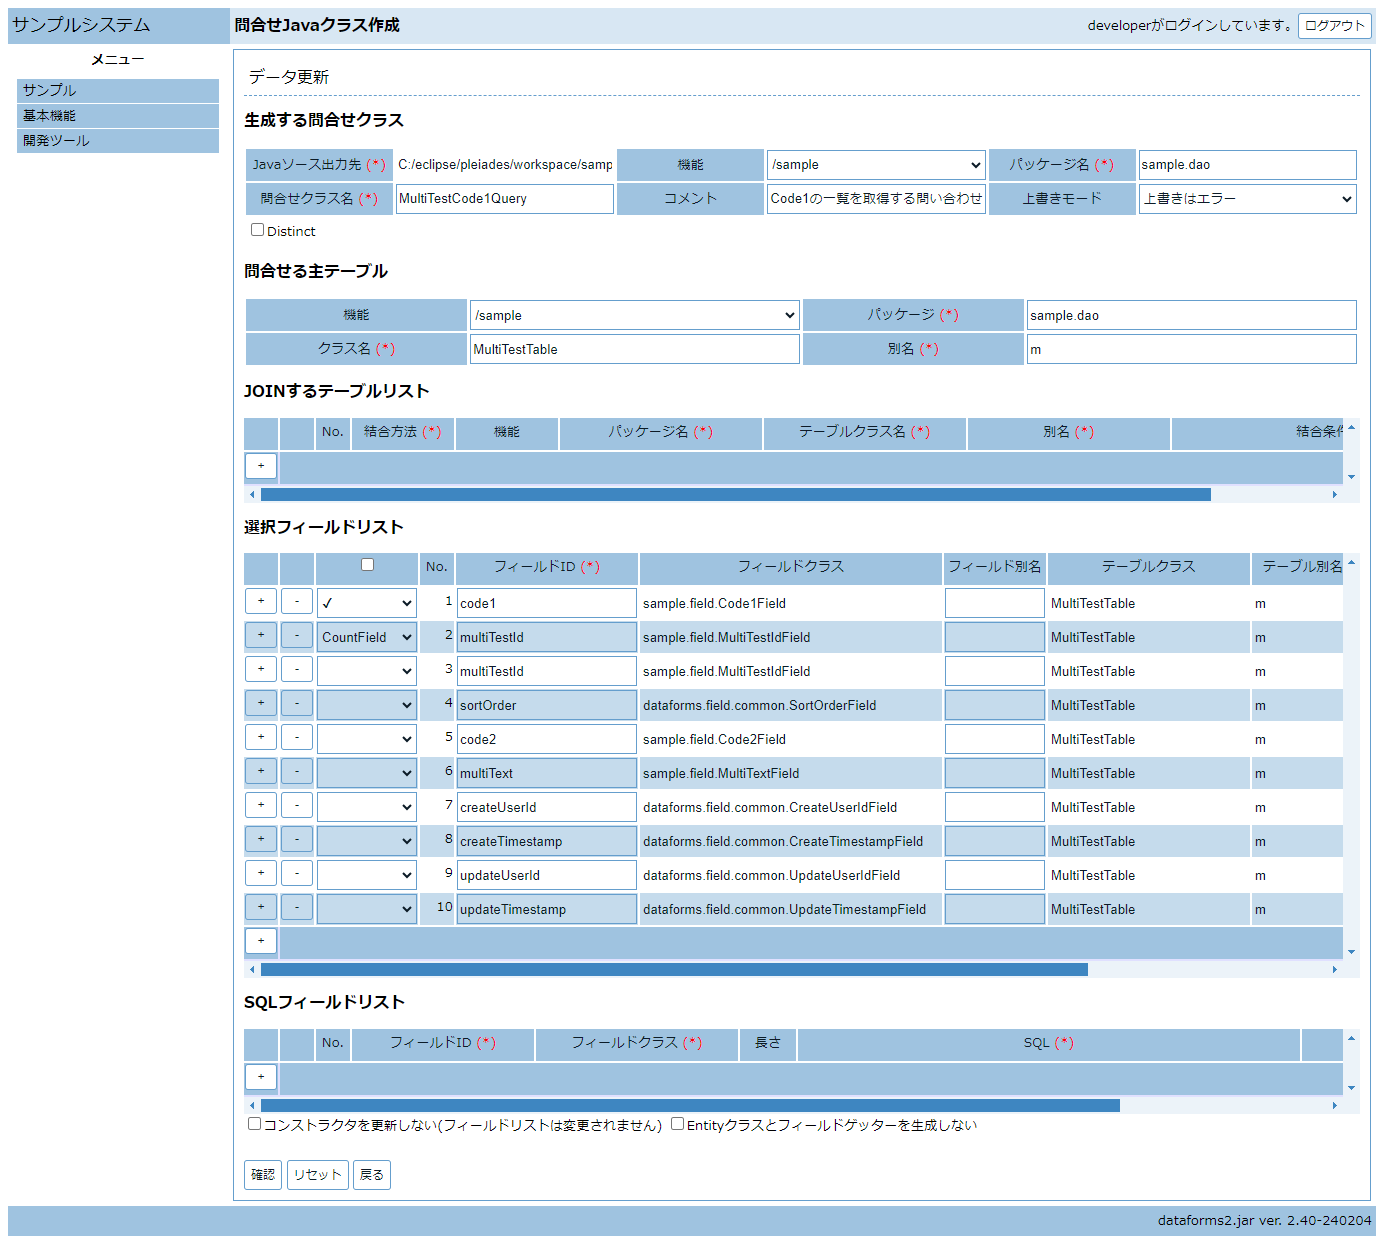 サンプルシステム
問合せJavaクラス作成
developerがログインしています。 ログアウト
メニュー
サンプル
基本機能
開発ツール
データ更新
生成する問合せクラス
Javaソース出力先 (*) C:/eclipse/pleiades/workspace/samp 機能 /sample パッケージ名 (*) sample.dao
問合せクラス名 (*) MultiTestCode1Query コメント Code1の一覧を取得する問い合わせ 上書きモード 上書きはエラー
Distinct
問合せる主テーブル
機能 /sample パッケージ (*) sample.dao
クラス名 (*) MultiTestTable 別名 (*) m
JOINするテーブルリスト
No. 結合方法 (*) 機能 パッケージ名 (*) テーブルクラス名 (*) 別名 (*) 結合条件
+
選択フィールドリスト
No. フィールドID (*) フィールドクラス フィールド別名 テーブルクラス テーブル別名
+ - ✓ 1 code1 sample.field.Code1Field MultiTestTable m
+ - CountField 2 multiTestId sample.field.MultiTestIdField MultiTestTable m
+ - 3 multiTestId sample.field.MultiTestIdField MultiTestTable m
+ - 4 sortOrder dataforms.field.common.SortOrderField MultiTestTable m
+ - 5 code2 sample.field.Code2Field MultiTestTable m
+ - 6 multiText sample.field.MultiTextField MultiTestTable m
+ - 7 createUserId dataforms.field.common.CreateUserIdField MultiTestTable m
+ - 8 createTimestamp dataforms.field.common.CreateTimestampField MultiTestTable m
+ - 9 updateUserId dataforms.field.common.UpdateUserIdField MultiTestTable m
+ - 10 updateTimestamp dataforms.field.common.UpdateTimestampField MultiTestTable m
+
SQLフィールドリスト
No. フィールドID (*) フィールドクラス (*) 長さ SQL (*)
+
コンストラクタを更新しない(フィールドリストは変更されません) Entityクラスとフィールドゲッターを生成しない
確認 リセット 戻る
dataforms2.jar ver. 2.40-240204